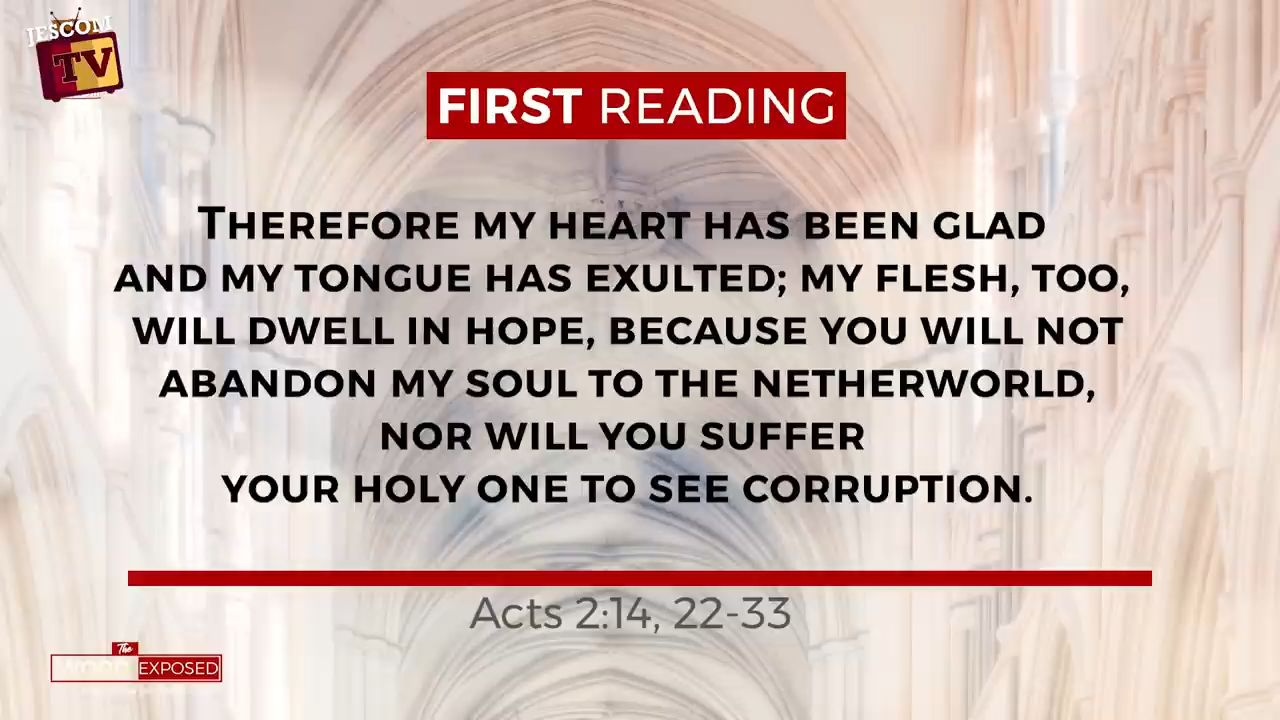 JESCOM
TV
FIRST READING
THEREFORE MY HEART HAS BEEN GLAD
AND MY TONGUE HAS EXULTED; MY FLESH, TOO,
WILL DWELL IN HOPE, BECAUSE YOU WILL NOT
ABANDON MY SOUL TO THE NETHERWORLD,
NOR WILL YOU SUFFER
YOUR HOLY ONE TO SEE CORRUPTION.
Acts 2:14, 22-33
The
WORD EXPOSED